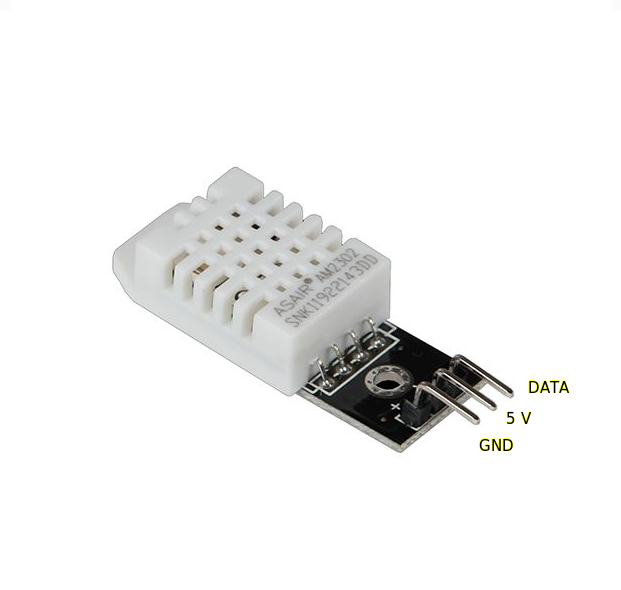 ASAIR® AM2302
SNK11922143DD
+
DATA
5 V
GND